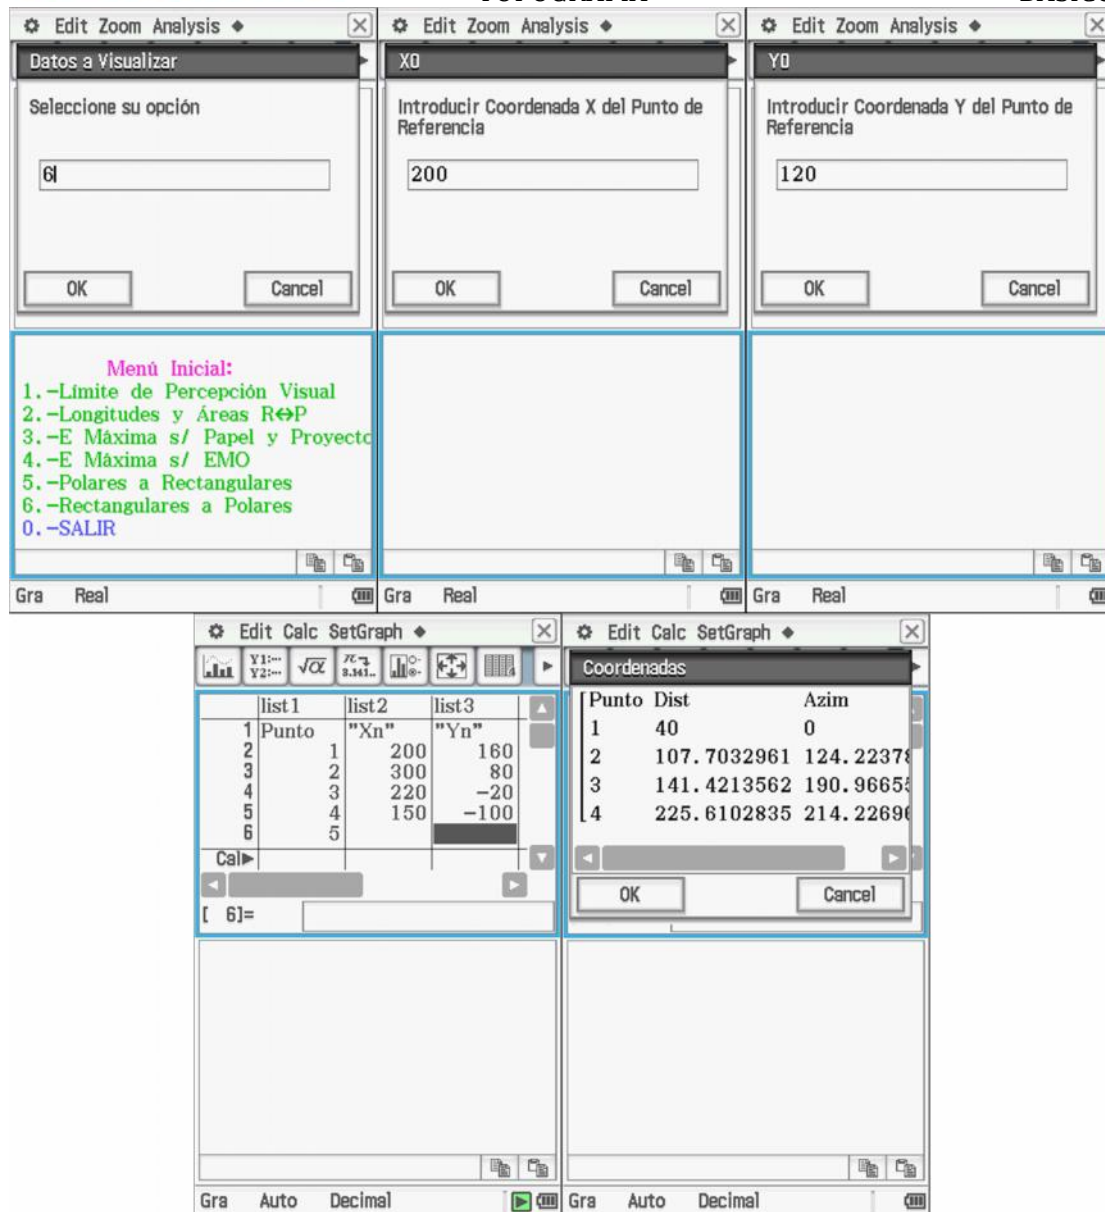 Edit Zoom Analysis
Datos a Visualizar
Seleccione su opción
6
OK Cancel
Menú Inicial:
1.-Límite de Percepción Visual
2.-Longitudes y Áreas R↔P
3.-E Máxima s/ Papel y Proyecto
4.-E Máxima s/ EMO
5.-Polares a Rectangulares
6.-Rectangulares a Polares
0.-SALIR
Gra Real
Edit Zoom Analysis
X0
Introducir Coordenada X del Punto de
Referencia
200
OK Cancel
Gra Real
Edit Zoom Analysis
Y0
Introducir Coordenada Y del Punto de
Referencia
120
OK Cancel
Gra Real
Edit Calc SetGraph
list1 list2 list3
1 Punto "Xn" "Yn"
2 1 200 160
3 2 300 80
4 3 220 -20
5 4 150 -100
6 5
Cal▶
[ 6]=
Gra Auto Decimal
Edit Calc SetGraph
Coordenadas
[Punto Dist Azim
1 40 0
2 107.7032961 124.22378
3 141.4213562 190.96655
[4 225.6102835 214.22696
OK Cancel
Gra Auto Decimal